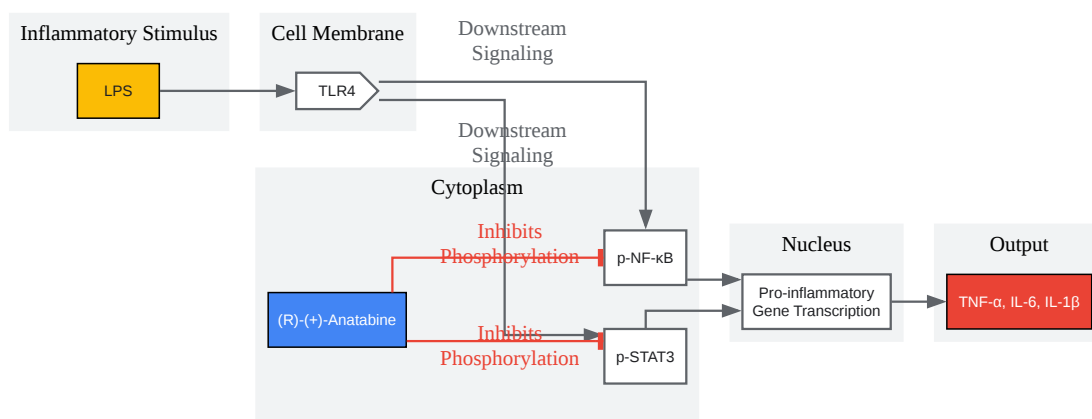 Inflammatory Stimulus
LPS
Cell Membrane
TLR4
Downstream
Signaling
Downstream
Signaling
Cytoplasm
Inhibits
Phosphorylation
p-NF-κB
(R)-(+)-Anatabine
Inhibits
Phosphorylation
p-STAT3
Nucleus
Pro-inflammatory
Gene Transcription
Output
TNF-α, IL-6, IL-1β